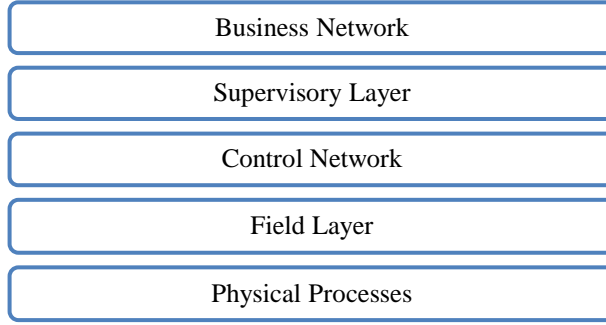 Business Network
Supervisory Layer
Control Network
Field Layer
Physical Processes